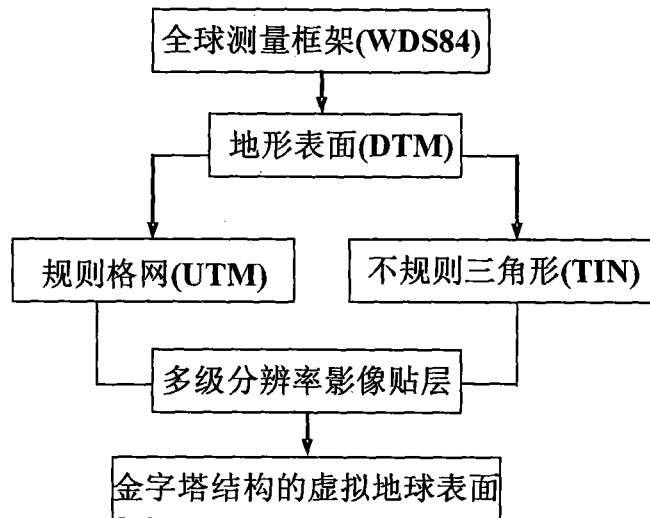 全球测量框架(WDS84)
地形表面(DTM)
规则格网(UTM)
不规则三角形(TIN)
多级分辨率影像贴层
金字塔结构的虚拟地球表面